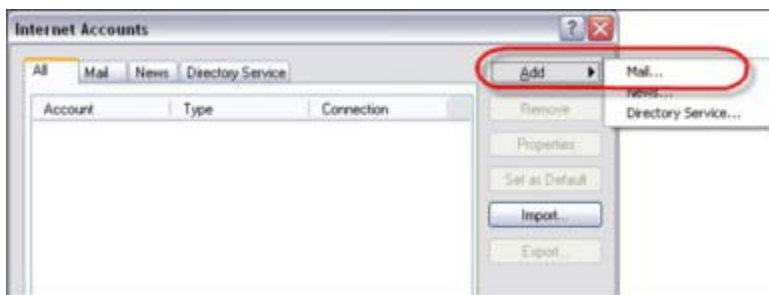 Internet Accounts
All Mail News Directory Service
Add Mail...
News...
Directory Service...
Account Type Connection
Remove
Properties
Set as Default
Import...
Export...